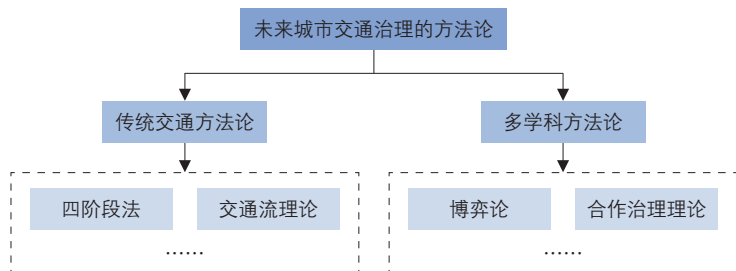 未来城市交通治理的方法论
传统交通方法论
多学科方法论
四阶段法
交通流理论
……
博弈论
合作治理理论
……